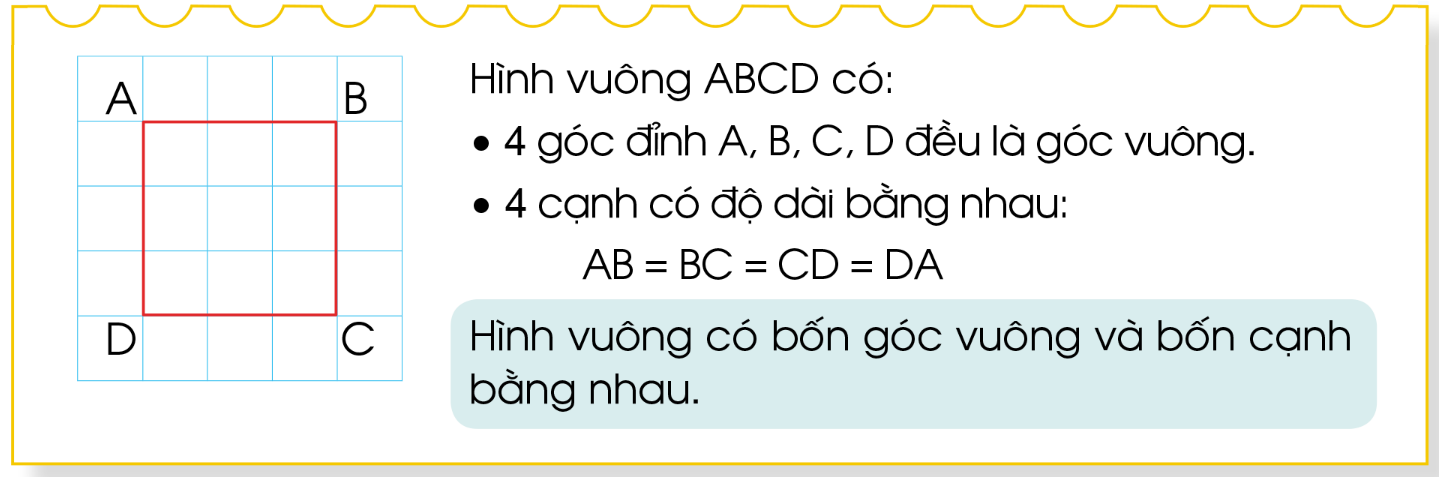 A
B
D
C
Hình vuông ABCD có:
• 4 góc đỉnh A, B, C, D đều là góc vuông.
• 4 cạnh có độ dài bằng nhau:
AB = BC = CD = DA
Hình vuông có bốn góc vuông và bốn cạnh
bằng nhau.